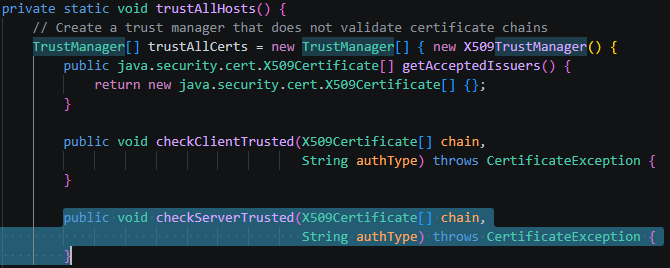 private static void trustAllHosts() {
// Create a trust manager that does not validate certificate chains
TrustManager[] trustAllCerts = new TrustManager[] { new X509TrustManager() {
public java.security.cert.X509Certificate[] getAcceptedIssuers() {
return new java.security.cert.X509Certificate[] {};
}
public void checkClientTrusted(X509Certificate[] chain,
String authType) throws CertificateException {
}
public void checkServerTrusted(X509Certificate[] chain,
String authType) throws CertificateException {
}